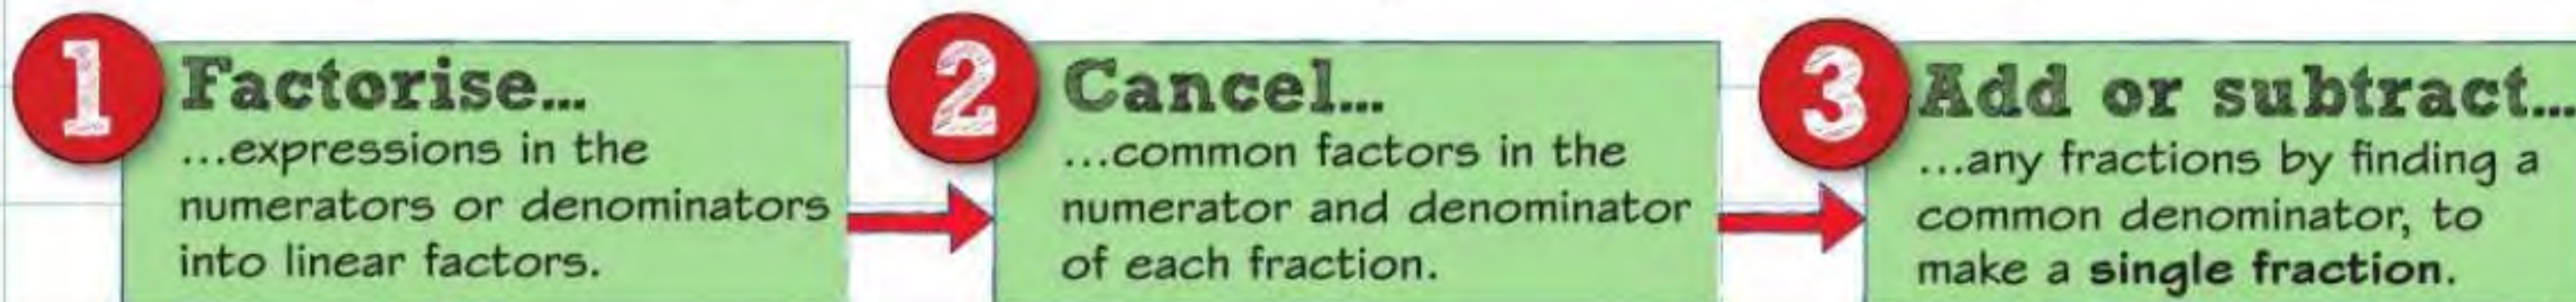 1
Factorise...
...expressions in the
numerators or denominators
into linear factors.
2
Cancel...
...common factors in the
numerator and denominator
of each fraction.
3
Add or subtract...
...any fractions by finding a
common denominator, to
make a single fraction.